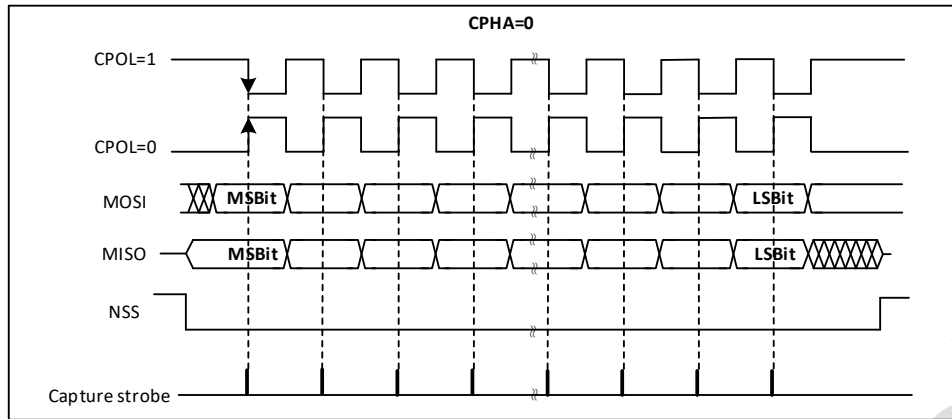 CPHA=0
CPOL=1
CPOL=0
MOSI MSBit LSBit
MISO MSBit LSBit
NSS
Capture strobe